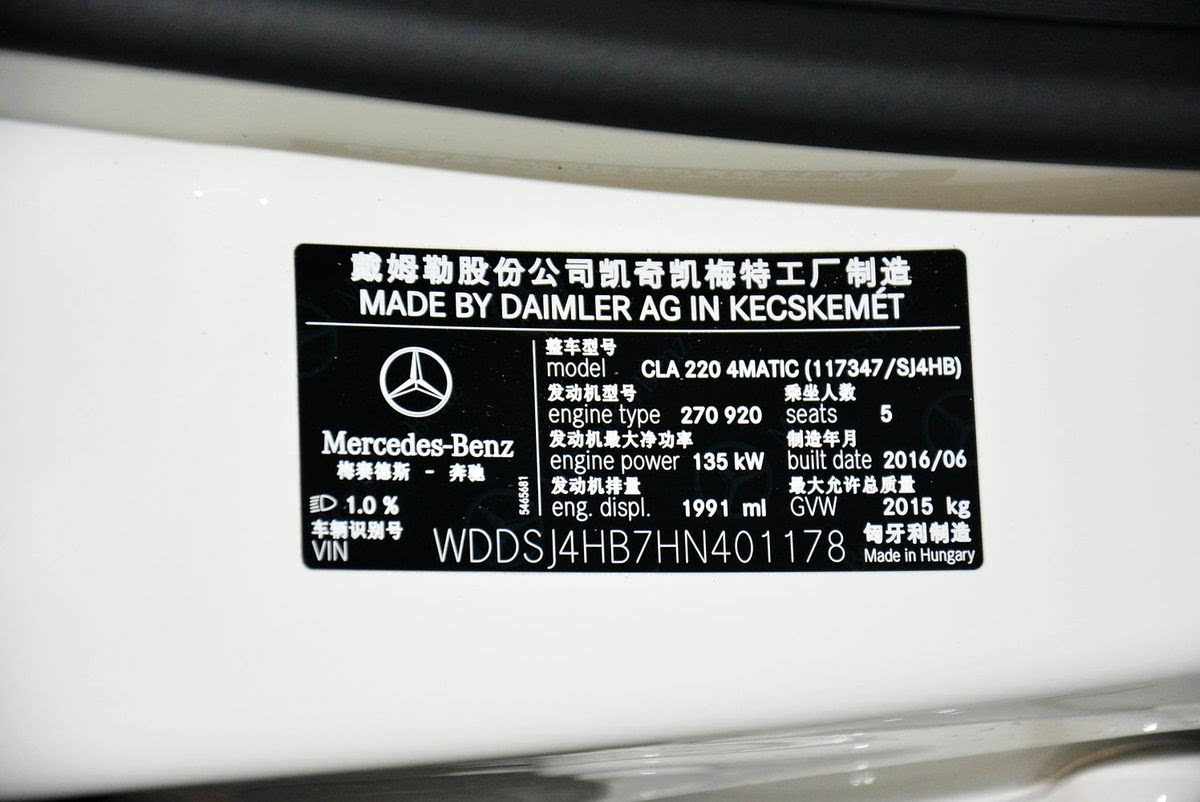 戴姆勒股份公司凯奇凯梅特工厂制造
MADE BY DAIMLER AG IN KECSKEMÉT
Mercedes-Benz
梅赛德斯 - 奔驰
1.0 %
5465681
整车型号
model CLA 220 4MATIC (117347/SJ4HB)
发动机型号 乘坐人数
engine type 270 920 seats 5
发动机最大净功率 制造年月
engine power 135 kW built date 2016/06
发动机排量 最大允许总质量
eng. displ. 1991 ml GVW 2015 kg
车辆识别号 匈牙利制造
VIN WDDSJ4HB7HN401178 Made in Hungary